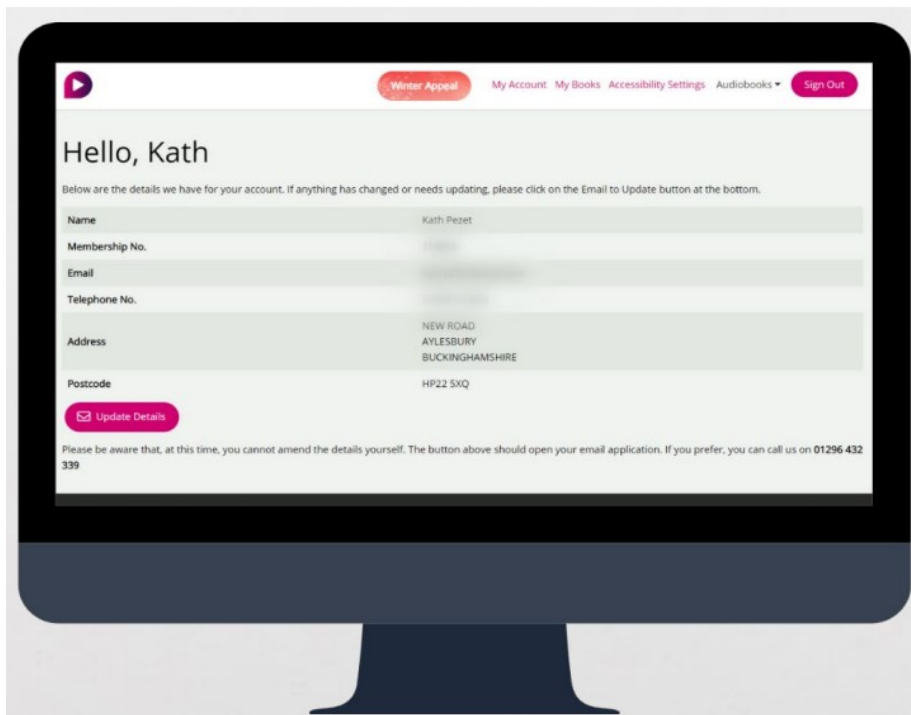 Winter Appeal My Account My Books Accessibility Settings Audiobooks Sign Out
Hello, Kath
Below are the details we have for your account. If anything has changed or needs updating, please click on the Email to Update button at the bottom.
Name Kath Pezet
Membership No.
Email
Telephone No.
Address NEW ROAD
AYLESBURY
BUCKINGHAMSHIRE
Postcode HP22 5XQ
Update Details
Please be aware that, at this time, you cannot amend the details yourself. The button above should open your email application. If you prefer, you can call us on 01296 432
339